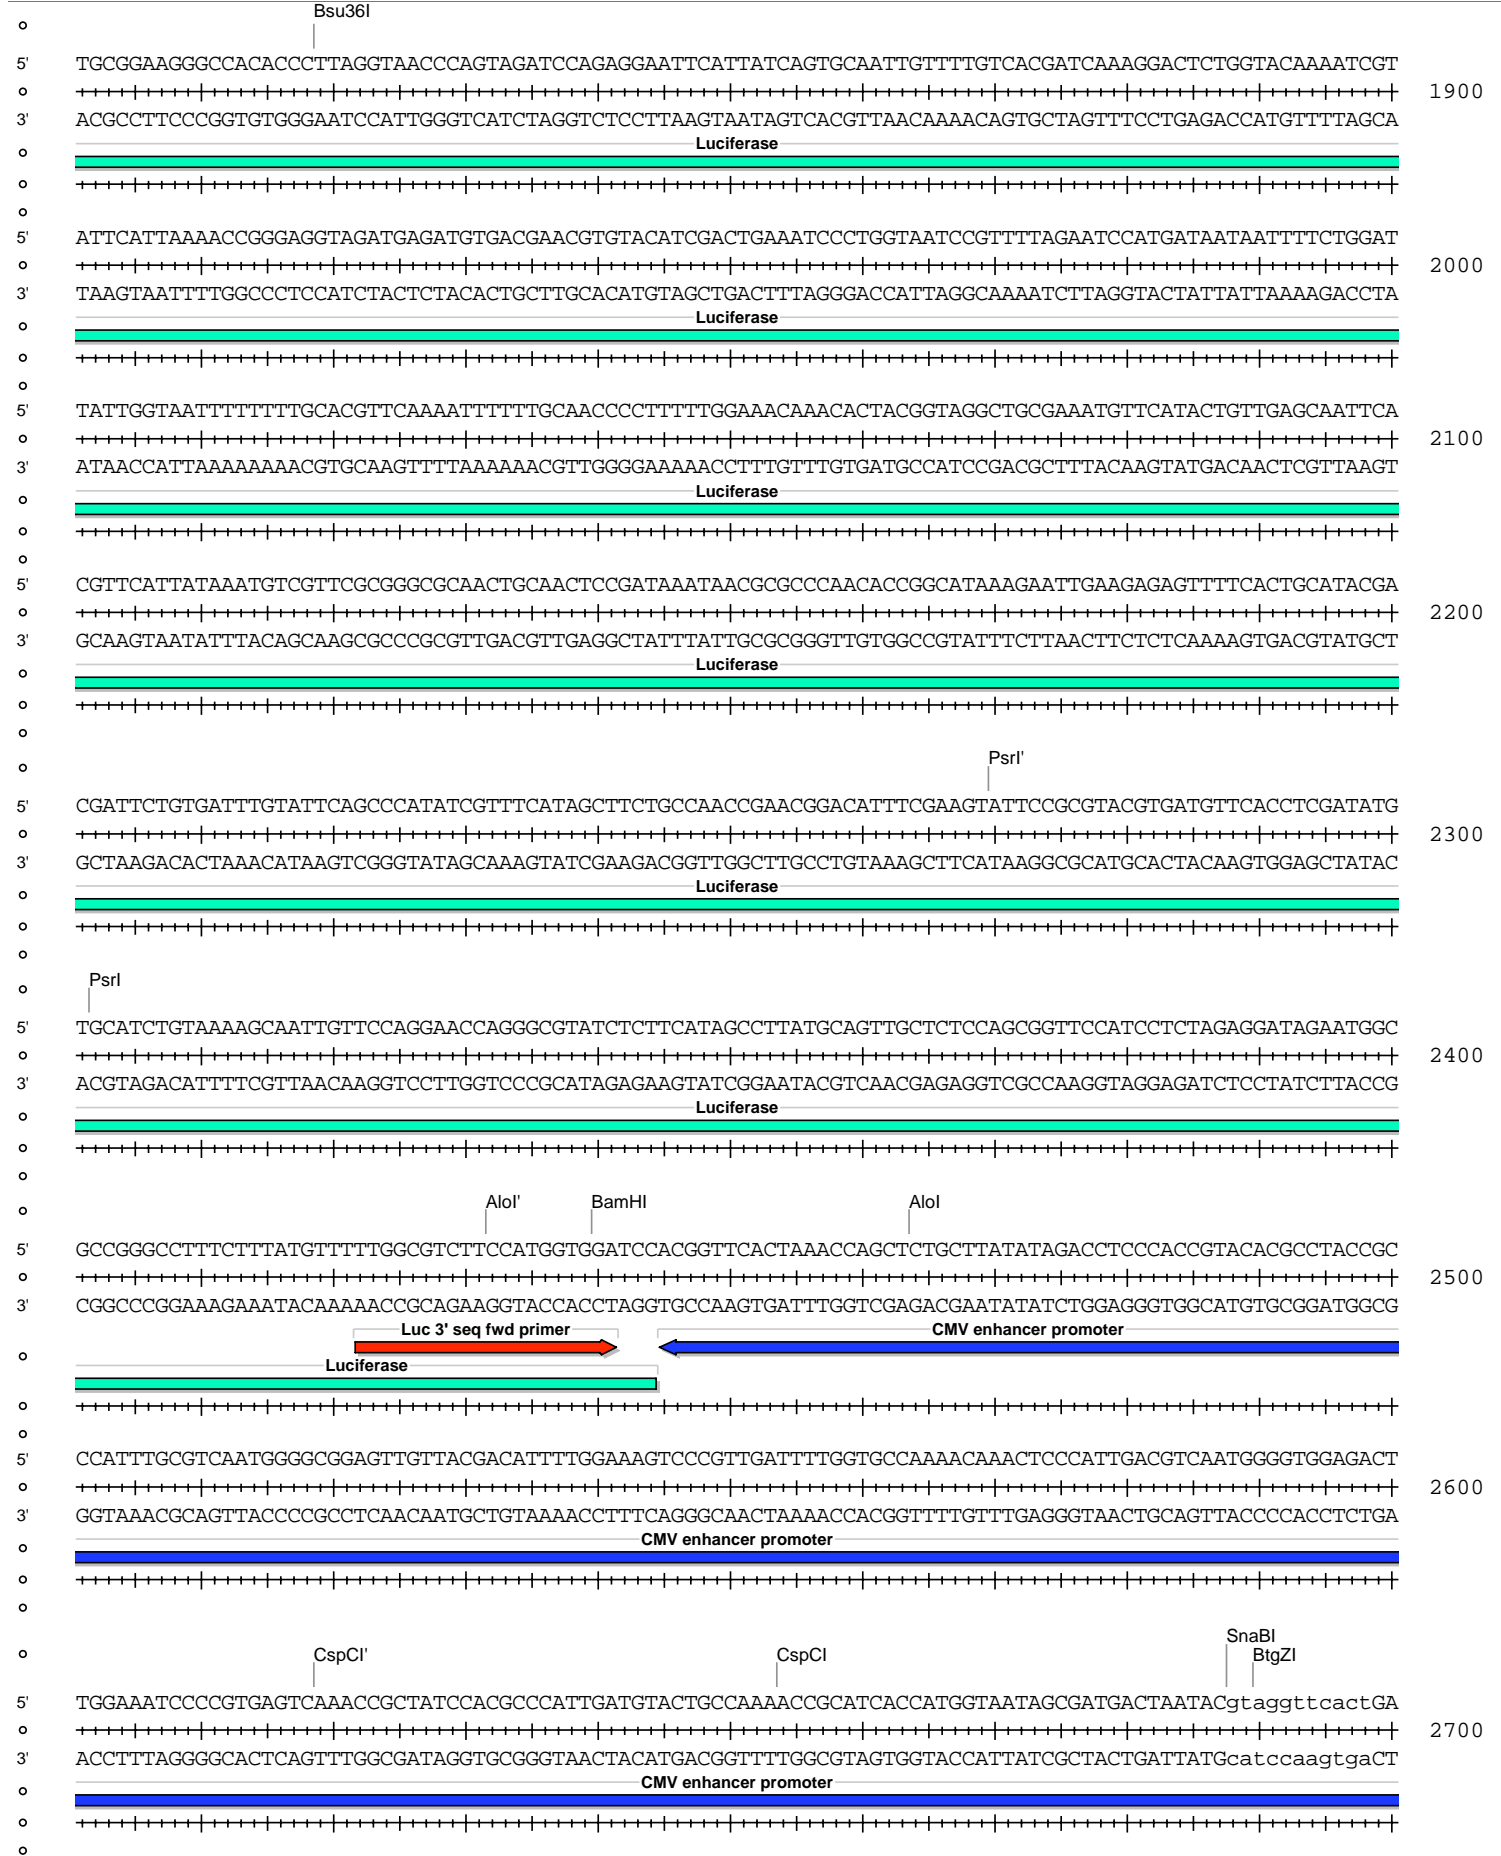 Bsu36I
5' TGCGGAAGGGCCACACCCTTAGGTAACCCAGTAGATCCAGAGGAATTCATTATCAGTGCAATTGTTTTGTCACGATCAAAGGACTCTGGTACAAAATCGT
1900
3' ACGCCTTCCCGGTGTGGGAATCCATTGGGTCATCTAGGTCTCCTTAAGTAATAGTCACGTTAACAAAACAGTGCTAGTTTCCTGAGACCATGTTTTAGCA
Luciferase
5' ATTCATTAAAACCGGGAGGTAGATGAGATGTGACGAACGTGTACATCGACTGAAATCCCTGGTAATCCGTTTTAGAATCCATGATAATAATTTTCTGGAT
2000
3' TAAGTAATTTTGGCCCTCCATCTACTCTACACTGCTTGCACATGTAGCTGACTTTAGGGACCATTAGGCAAAATCTTAGGTACTATTATTAAAAGACCTA
Luciferase
5' TATTGGTAATTTTTTTTGCACGTTCAAAATTTTTTGCAACCCCTTTTTGGAAACAAACACTACGGTAGGCTGCGAAATGTTCATACTGTTGAGCAATTCA
2100
3' ATAACCATTAAAAAAAACGTGCAAGTTTTAAAAAACGTTGGGGAAAAACCTTTGTTTGTGATGCCATCCGACGCTTTACAAGTATGACAACTCGTTAAGT
Luciferase
5' CGTTCATTATAAATGTCGTTCGCGGGCGCAACTGCAACTCCGATAAATAACGCGCCCAACACCGGCATAAAGAATTGAAGAGAGTTTTCACTGCATACGA
2200
3' GCAAGTAATATTTACAGCAAGCGCCCGCGTTGACGTTGAGGCTATTTATTGCGCGGGTTGTGGCCGTATTTCTTAACTTCTCTCAAAAGTGACGTATGCT
Luciferase
PsrI'
5' CGATTCTGTGATTTGTATTCAGCCCATATCGTTTCATAGCTTCTGCCAACCGAACGGACATTTCGAAGTATTCCGCGTACGTGATGTTCACCTCGATATG
2300
3' GCTAAGACACTAAACATAAGTCGGGTATAGCAAAGTATCGAAGACGGTTGGCTTGCCTGTAAAGCTTCATAAGGCGCATGCACTACAAGTGGAGCTATAC
Luciferase
PsrI
5' TGCATCTGTAAAAGCAATTGTTCCAGGAACCAGGGCGTATCTCTTCATAGCCTTATGCAGTTGCTCTCCAGCGGTTCCATCCTCTAGAGGATAGAATGGC
2400
3' ACGTAGACATTTTCGTTAACAAGGTCCTTGGTCCCGCATAGAGAAGTATCGGAATACGTCAACGAGAGGTCGCCAAGGTAGGAGATCTCCTATCTTACCG
Luciferase
AloI' BamHI AloI
5' GCCGGGCCTTTCTTTATGTTTTTGGCGTCTTCCATGGTGGATCCACGGTTCACTAAACCAGCTCTGCTTATATAGACCTCCCACCGTACACGCCTACCGC
2500
3' CGGCCCGGAAAGAAATACAAAAACCGCAGAAGGTACCACCTAGGTGCCAAGTGATTTGGTCGAGACGAATATATCTGGAGGGTGGCATGTGCGGATGGCG
Luc 3' seq fwd primer CMV enhancer promoter
Luciferase
5' CCATTTGCGTCAATGGGGCGGAGTTGTTACGACATTTTGGAAAGTCCCGTTGATTTTGGTGCCAAAACAAACTCCCATTGACGTCAATGGGGTGGAGACT
2600
3' GGTAAACGCAGTTACCCCGCCTCAACAATGCTGTAAAACCTTTCAGGGCAACTAAAACCACGGTTTTGTTTGAGGGTAACTGCAGTTACCCCACCTCTGA
CMV enhancer promoter
CspCI' CspCI SnaBI
BtgZI
5' TGGAAATCCCCGTGAGTCAAACCGCTATCCACGCCCATTGATGTACTGCCAAAACCGCATCACCATGGTAATAGCGATGACTAATACgtaggttcactGA
2700
3' ACCTTTAGGGGCACTCAGTTTGGCGATAGGTGCGGGTAACTACATGACGGTTTTGGCGTAGTGGTACCATTATCGCTACTGATTATGcatccaagtgaCT
CMV enhancer promoter